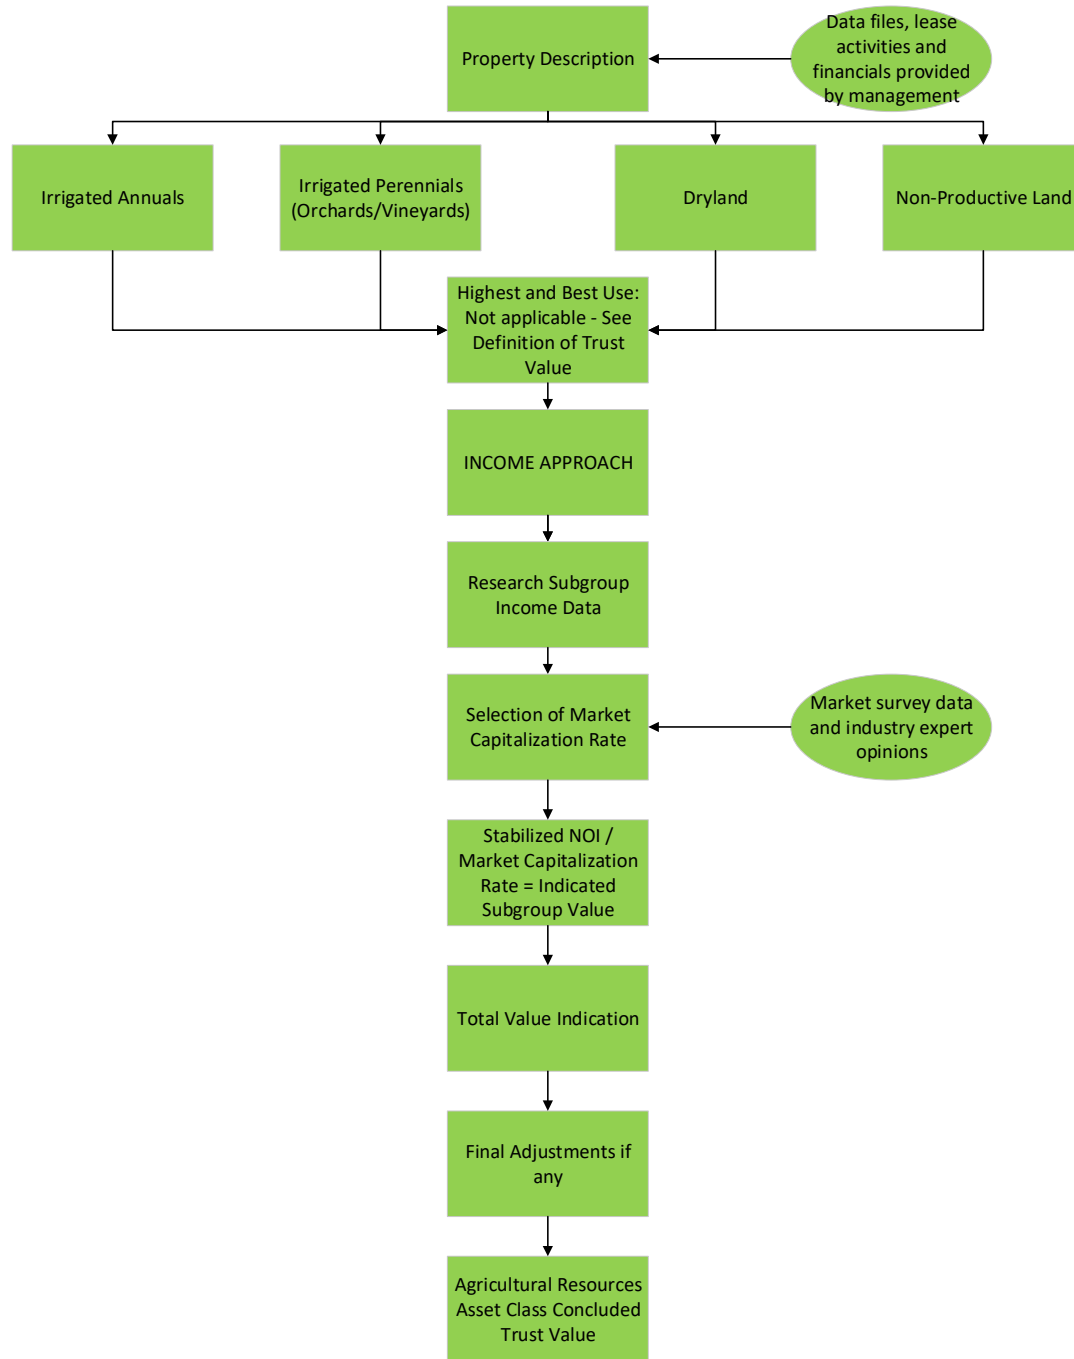 Property Description
Data files, lease
activities and
financials provided
by management
Irrigated Annuals
Irrigated Perennials
(Orchards/Vineyards)
Dryland
Non-Productive Land
Highest and Best Use:
Not applicable - See
Definition of Trust
Value
INCOME APPROACH
Research Subgroup
Income Data
Selection of Market
Capitalization Rate
Market survey data
and industry expert
opinions
Stabilized NOI /
Market Capitalization
Rate = Indicated
Subgroup Value
Total Value Indication
Final Adjustments if
any
Agricultural Resources
Asset Class Concluded
Trust Value